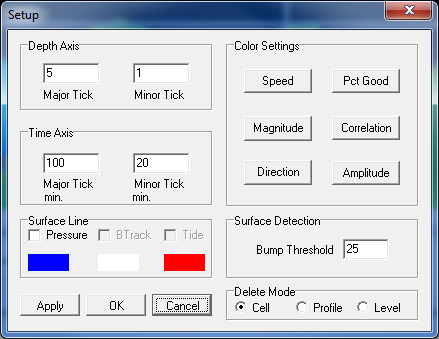 Setup
Depth Axis
5 1
Major Tick Minor Tick
Time Axis
100 20
Major Tick min. Minor Tick min.
Surface Line
Pressure BTrack Tide
Apply OK Cancel
Color Settings
Speed Pct Good
Magnitude Correlation
Direction Amplitude
Surface Detection
Bump Threshold 25
Delete Mode
Cell Profile Level